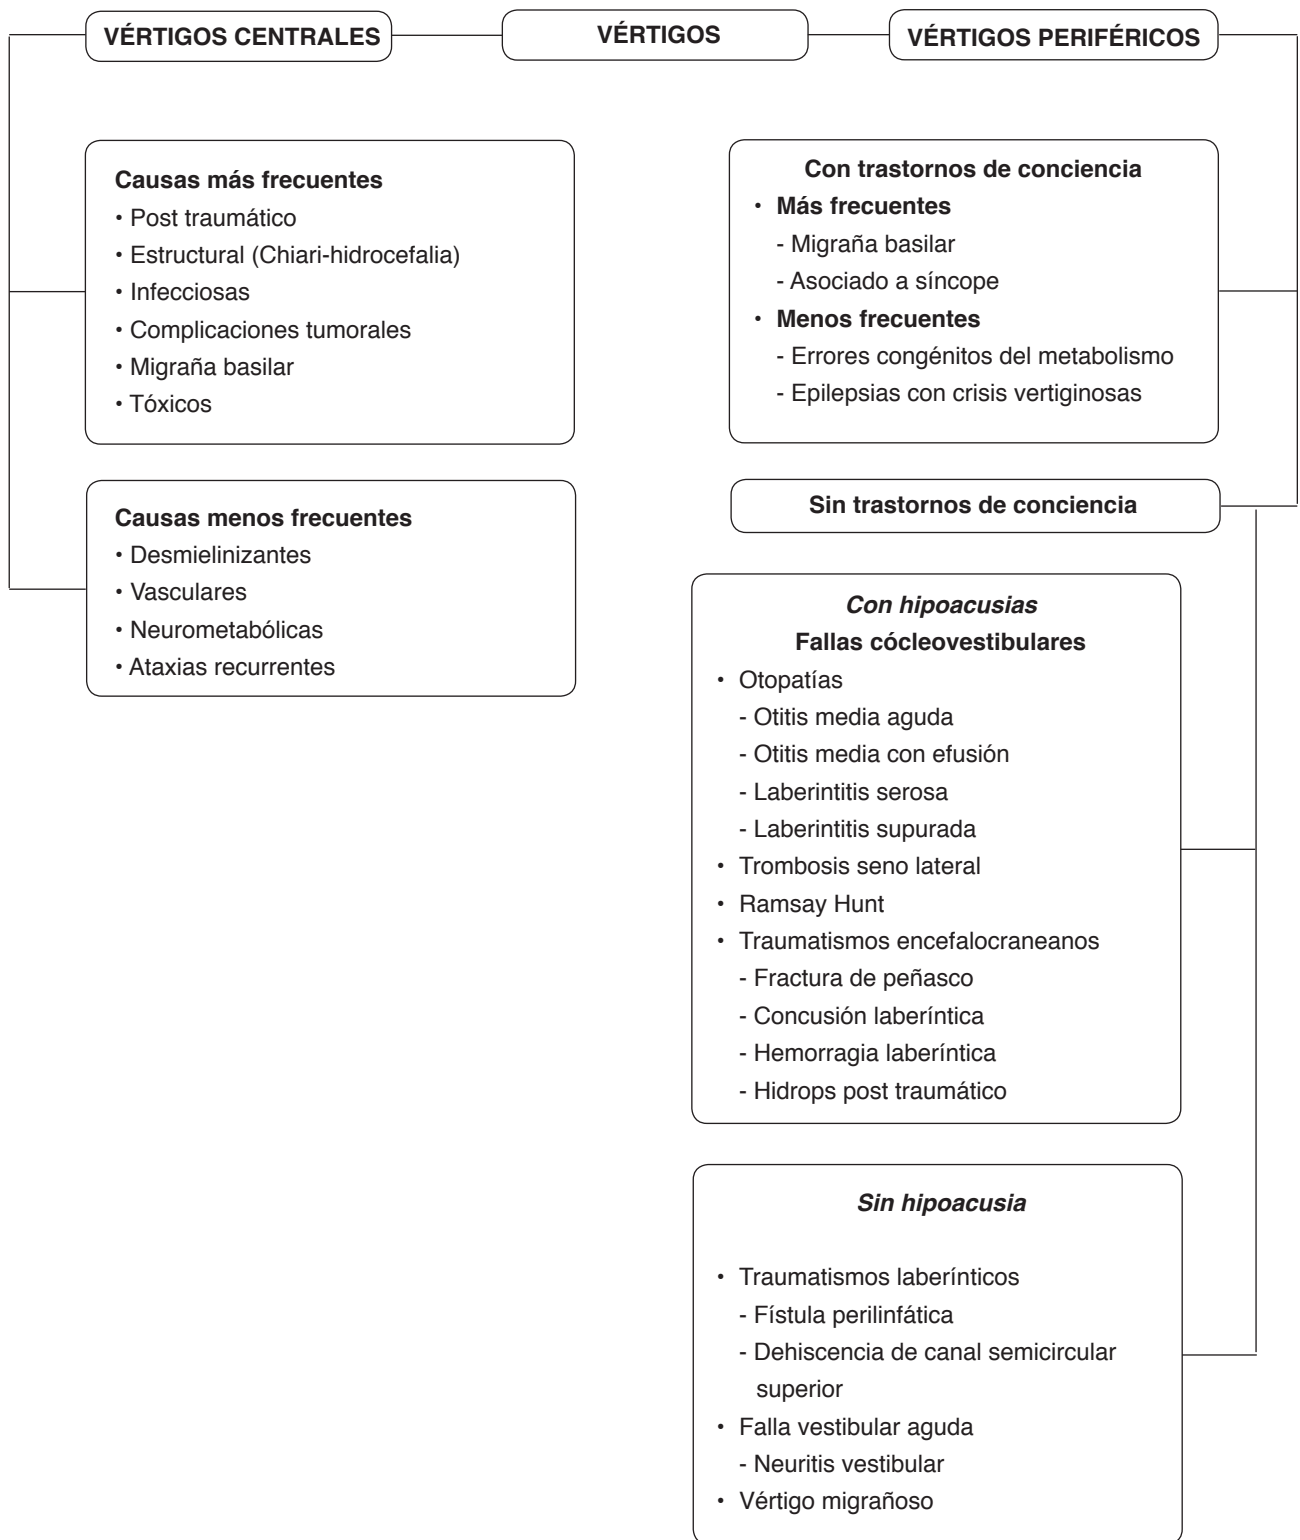 VÉRTIGOS CENTRALES
VÉRTIGOS
VÉRTIGOS PERIFÉRICOS
Causas más frecuentes
• Post traumático
• Estructural (Chiari-hidrocefalia)
• Infecciosas
• Complicaciones tumorales
• Migraña basilar
• Tóxicos
Causas menos frecuentes
• Desmielinizantes
• Vasculares
• Neurometabólicas
• Ataxias recurrentes
Con trastornos de conciencia
• Más frecuentes
- Migraña basilar
- Asociado a síncope
• Menos frecuentes
- Errores congénitos del metabolismo
- Epilepsias con crisis vertiginosas
Sin trastornos de conciencia
Con hipoacusias
Fallas cócleovestibulares
• Otopatías
- Otitis media aguda
- Otitis media con efusión
- Laberintitis serosa
- Laberintitis supurada
• Trombosis seno lateral
• Ramsay Hunt
• Traumatismos encefalocraneanos
- Fractura de peñasco
- Concusión laberíntica
- Hemorragia laberíntica
- Hidrops post traumático
Sin hipoacusia
• Traumatismos laberínticos
- Fístula perilinfática
- Dehiscencia de canal semicircular
superior
• Falla vestibular aguda
- Neuritis vestibular
• Vértigo migrañoso